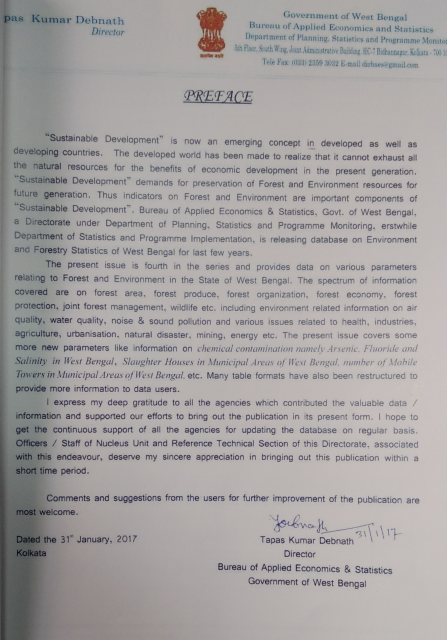 pas Kumar Debnath
Director
Government of West Bengal
Bureau of Applied Economics and Statistics
Department of Planning, Statistics and Programme Monitor
Floor, South Wing, Joint Administrative Building, HC-7 Bidhannagar, Kolkata - 700
Tele Fax: (033)
PREFACE
"Sustainable Development" is now an emerging concept in developed as well as
developing countries. The developed world has been made to realize that it cannot exhaust all
the natural resources for the benefits of economic development in the present generation.
"Sustainable Development" demands for preservation of Forest and Environment resources for
future generation. Thus indicators on Forest and Environment are important components of
"Sustainable Development". Bureau of Applied Economics & Statistics, Govt. of West Bengal,
a Directorate under Department of Planning, Statistics and Programme Monitoring, erstwhile
Department of Statistics and Programme Implementation, is releasing database on Environment
and Forestry Statistics of West Bengal for last few years.
The present issue is fourth in the series and provides data on various parameters
relating to Forest and Environment in the State of West Bengal. The spectrum of information
covered are on forest area, forest produce, forest organization, forest economy, forest
protection, joint forest management, wildlife etc. including environment related information on air
quality, water quality, noise & sound pollution and various issues related to health, industries,
agriculture, urbanisation, natural disaster, mining, energy etc. The present issue covers some
more new parameters like information on chemical contamination namely Arsenic, Fluoride and
Salinity in West Bengal, Slaughter Houses in Municipal Areas of West Bengal, number of Mobile
Towers in Municipal Areas of West Bengal, etc. Many table formats have also been restructured to
provide more information to data users.
I express my deep gratitude to all the agencies which contributed the valuable data /
information and supported our efforts to bring out the publication in its present form. I hope to
get the continuous support of all the agencies for updating the database on regular basis.
Officers / Staff of Nucleus Unit and Reference Technical Section of this Directorate, associated
with this endeavour, deserve my sincere appreciation in bringing out this publication within a
short time period.
Comments and suggestions from the users for further improvement of the publication are
most welcome.
Debnath
31/1/17
Dated the 31st January, 2017
Kolkata
Tapas Kumar Debnath
Director
Bureau of Applied Economics & Statistics
Government of West Bengal